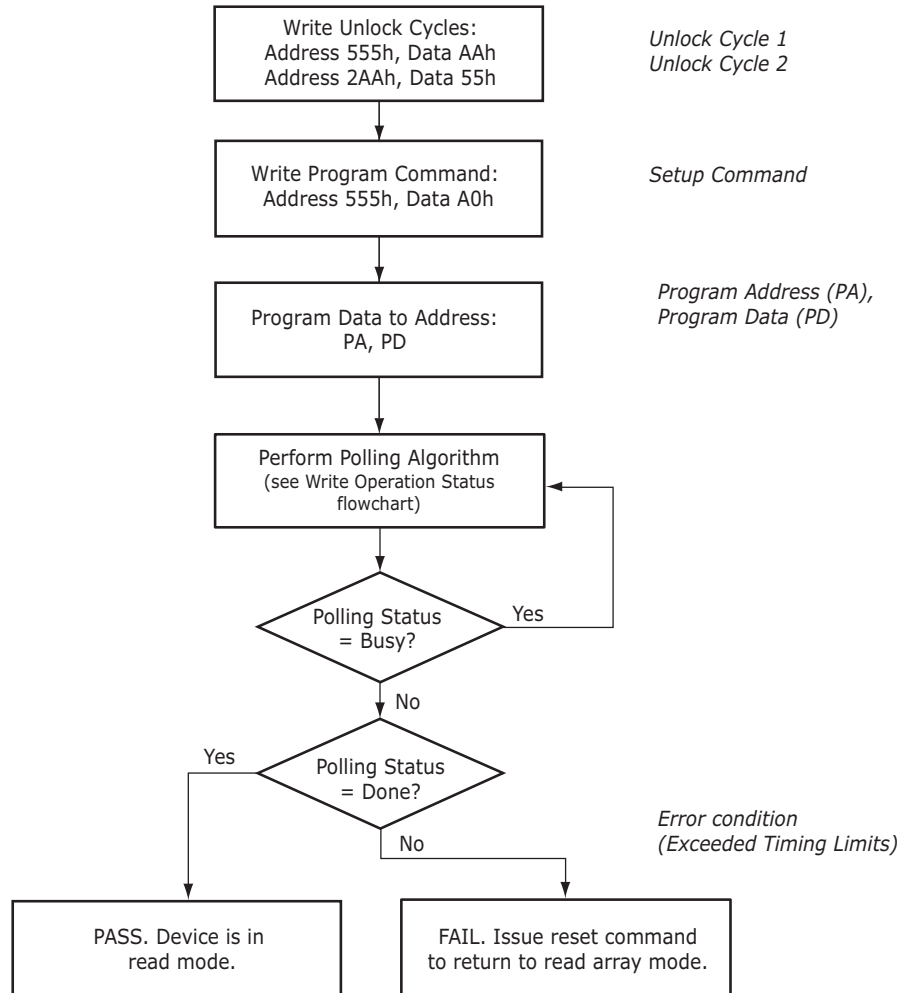 Write Unlock Cycles:
Address 555h, Data AAh
Address 2AAh, Data 55h
Unlock Cycle 1
Unlock Cycle 2
Write Program Command:
Address 555h, Data A0h
Setup Command
Program Data to Address:
PA, PD
Program Address (PA),
Program Data (PD)
Perform Polling Algorithm
(see Write Operation Status
flowchart)
Polling Status
= Busy?
Yes
No
Polling Status
= Done?
Yes
No
Error condition
(Exceeded Timing Limits)
PASS. Device is in
read mode.
FAIL. Issue reset command
to return to read array mode.